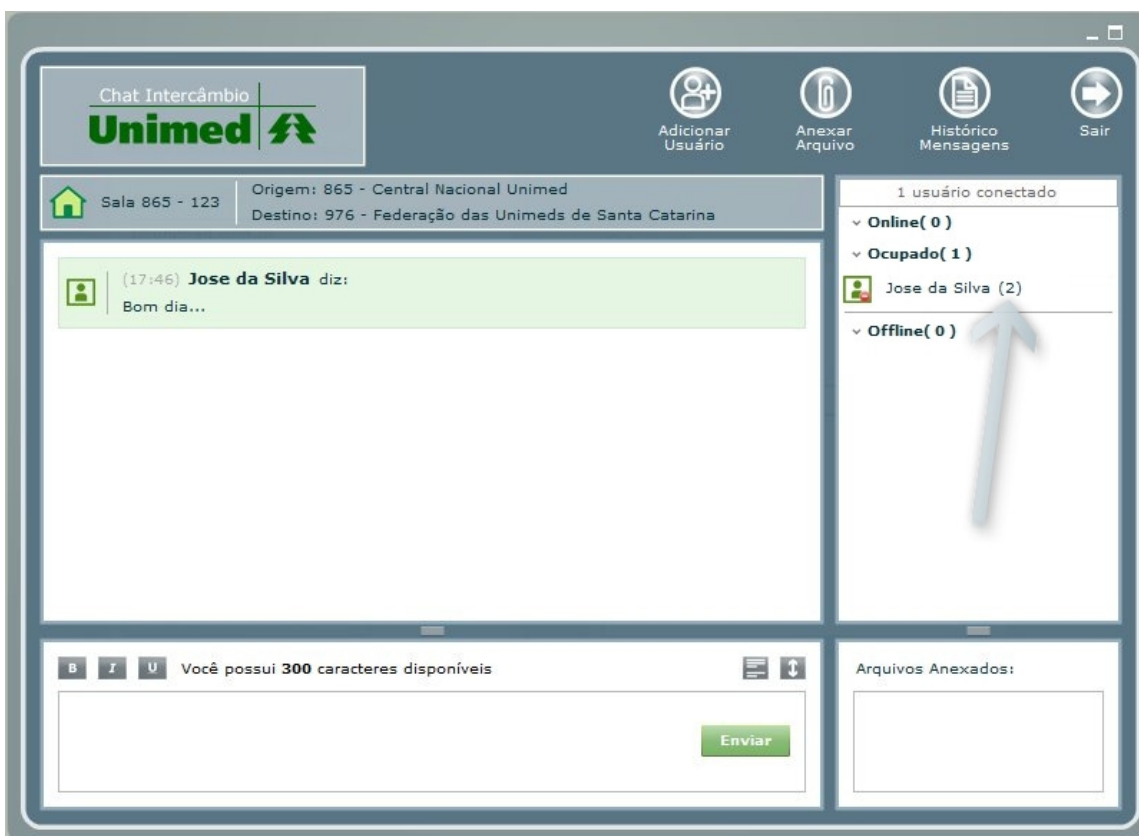 Chat Intercâmbio
Unimed
Adicionar
Usuário
Anexar
Arquivo
Histórico
Mensagens
Sair
Sala 865 - 123
Origem: 865 - Central Nacional Unimed
Destino: 976 - Federação das Unimeds de Santa Catarina
1 usuário conectado
Online( 0 )
Ocupado( 1 )
Jose da Silva (2)
Offline( 0 )
(17:46) Jose da Silva diz:
Bom dia...
B I U Você possui 300 caracteres disponíveis
Enviar
Arquivos Anexados: